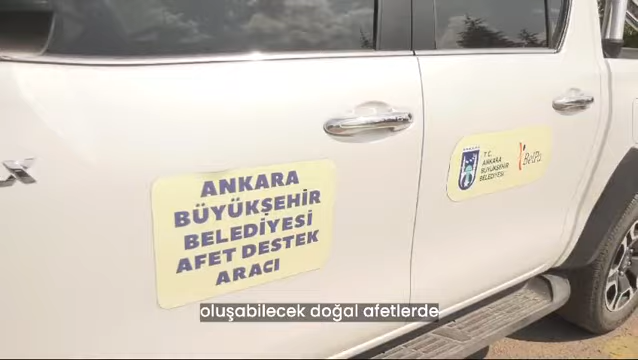 ANKARA
BÜYÜKŞEHİR
BELEDİYESİ
AFET DESTEK
ARACI
T.C.
ANKARA
BÜYÜKŞEHİR
BELEDİYESİ
BelPa
X
oluşabilecek doğal afetlerde